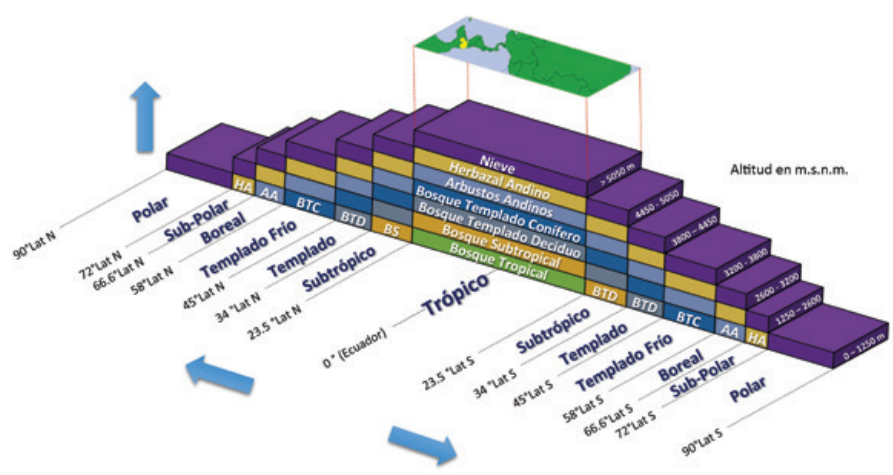 Altitud en m.s.n.m.
Nieve
Herbazal Andino
Arbustos Andinos
Bosque Templado Conífero
Bosque Templado Deciduo
Bosque Subtropical
Bosque Tropical
> 5050 m
4450 - 5050
3800 – 4450
3200 - 3800
2600 - 3200
1250 – 2600
0 – 1250 m
HA
AA
BTC
BTD
BS
BTD
BTD
BTC
AA
HA
90°Lat N
Polar
72°Lat N
Sub-Polar
66.6°Lat N
Boreal
58°Lat N
Templado Frío
45°Lat N
Templado
34 °Lat N
Subtrópico
23.5 °Lat N
Trópico
0 ° (Ecuador)
23.5 °Lat S
Subtrópico
34 °Lat S
Templado
45°Lat S
Templado Frío
58°Lat S
Boreal
66.6°Lat S
Sub-Polar
72°Lat S
Polar
90°Lat S